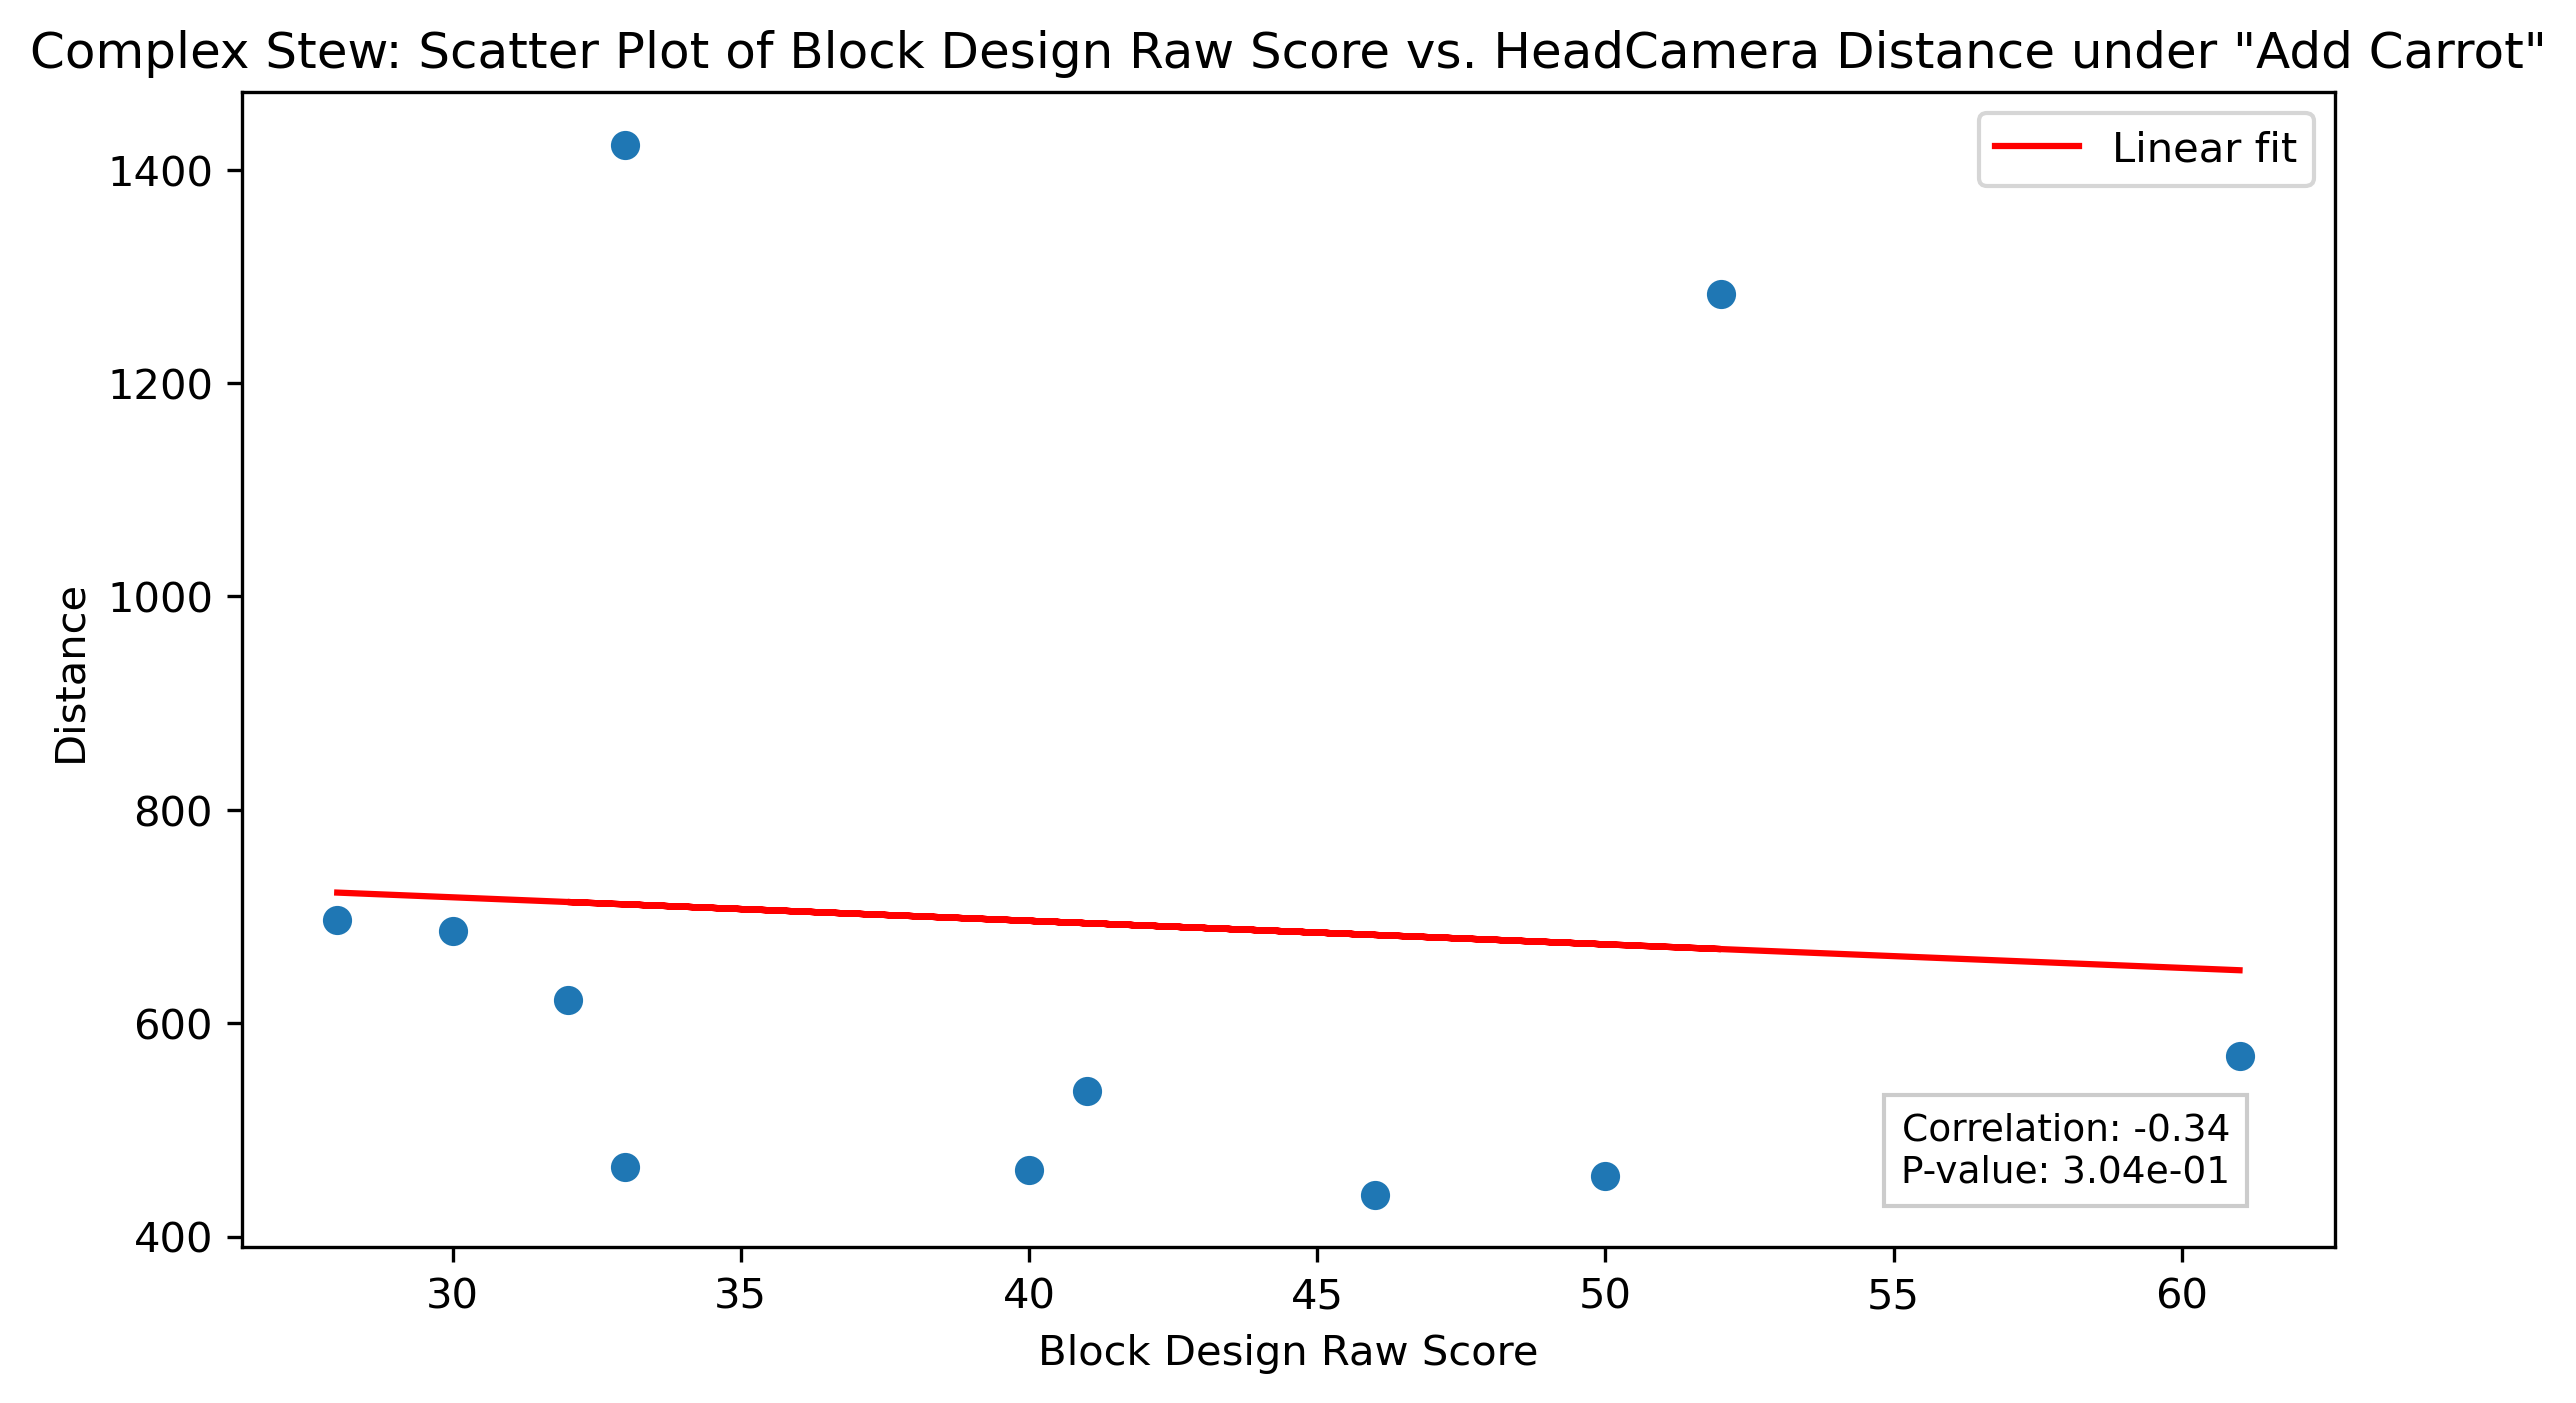 Complex Stew: Scatter Plot of Block Design Raw Score vs. HeadCamera Distance under "Add Carrot"
Linear fit
1400
1200
1000
800
600
400
Distance
Correlation: -0.34
P-value: 3.04e-01
30 35 40 45 50 55 60
Block Design Raw Score